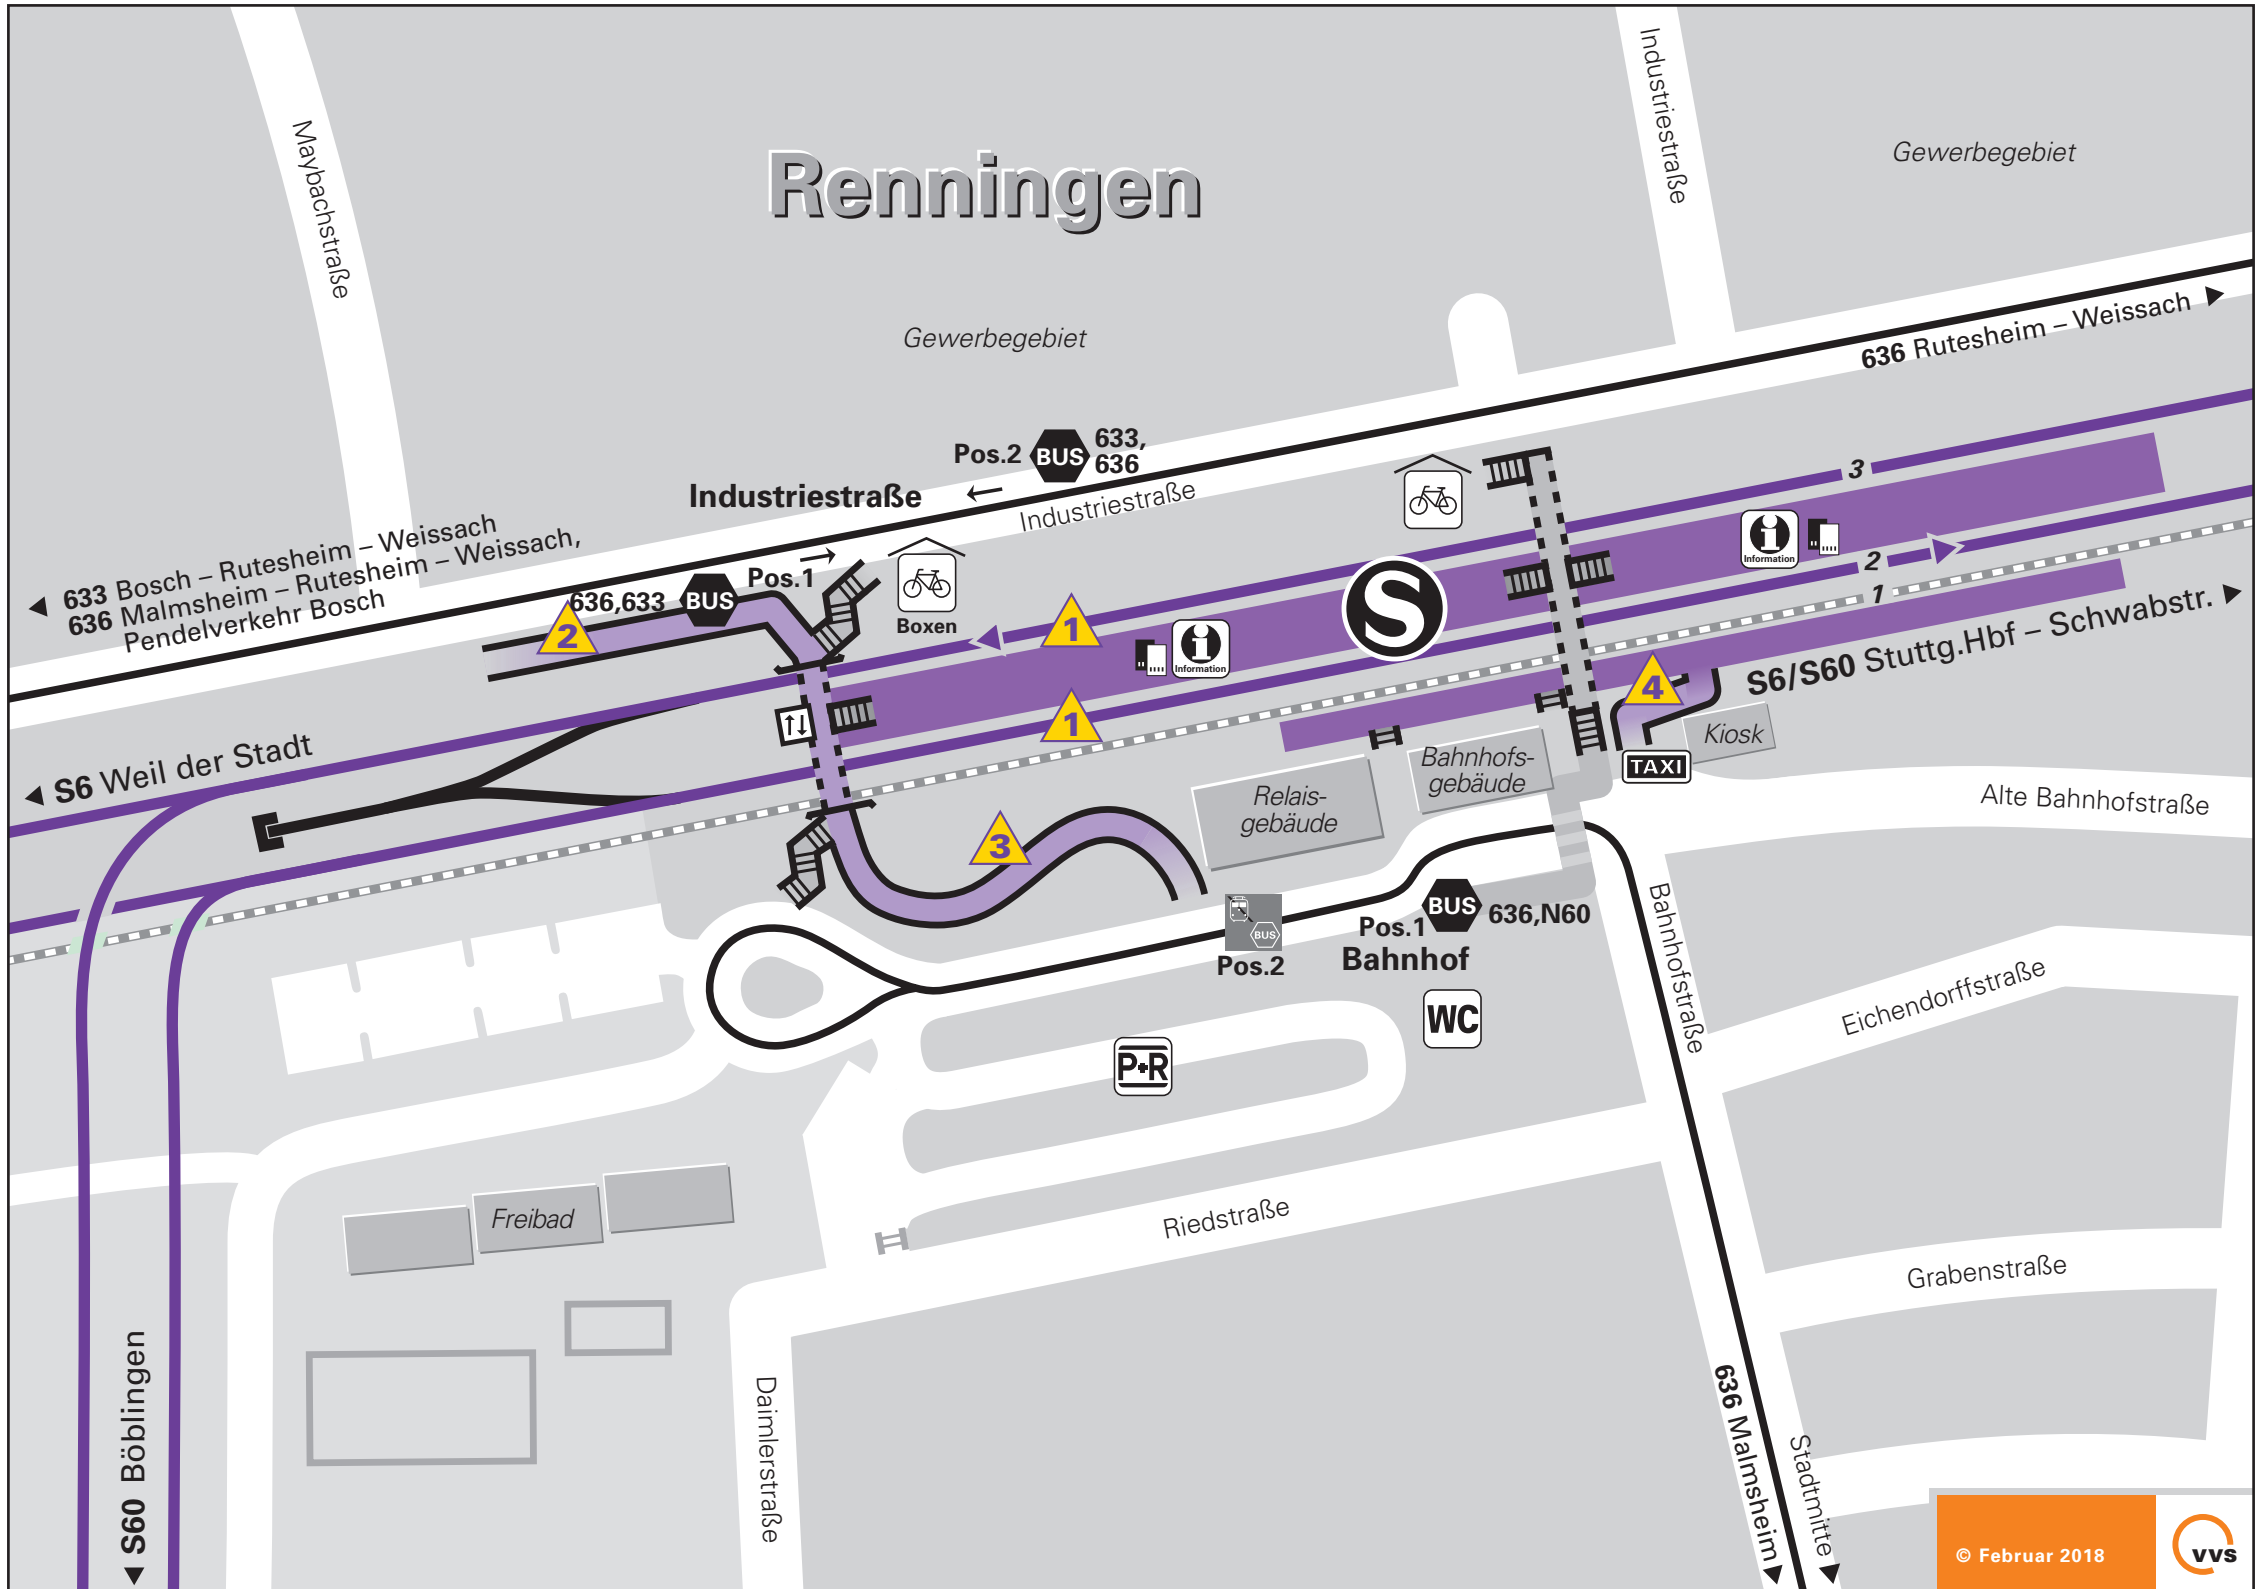 Renningen
Maybachstraße
Industriestraße
Gewerbegebiet
Gewerbegebiet
636 Rutesheim – Weissach
Pos.2 BUS 633,
636
Industriestraße
Industriestraße
633 Bosch – Rutesheim – Weissach
636 Malmsheim – Rutesheim – Weissach,
Pendelverkehr Bosch
Pos.1
636,633 BUS
2
Boxen
1
1
Information
S
Information
3
2
1
S6/S60 Stuttg.Hbf – Schwabstr.
4
Kiosk
TAXI
S6 Weil der Stadt
Bahnhofs-
gebäude
Relais-
gebäude
Alte Bahnhofstraße
3
BUS
Pos.2
Pos.1 BUS 636,N60
Bahnhof
WC
P+R
Bahnhofstraße
Eichendorffstraße
Riedstraße
Freibad
Grabenstraße
S60 Böblingen
Daimlerstraße
636 Malmsheim
Stadtmitte
© Februar 2018
vvs